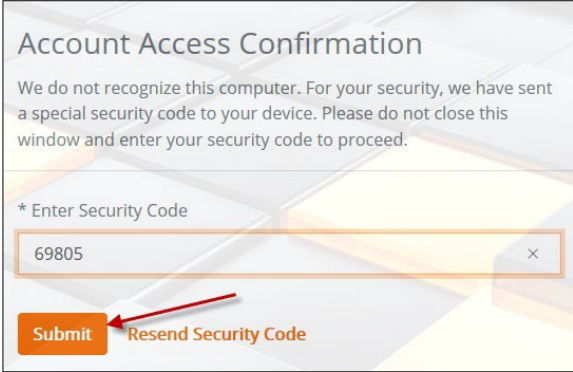 Account Access Confirmation
We do not recognize this computer. For your security, we have sent
a special security code to your device. Please do not close this
window and enter your security code to proceed.
* Enter Security Code
69805
Submit Resend Security Code